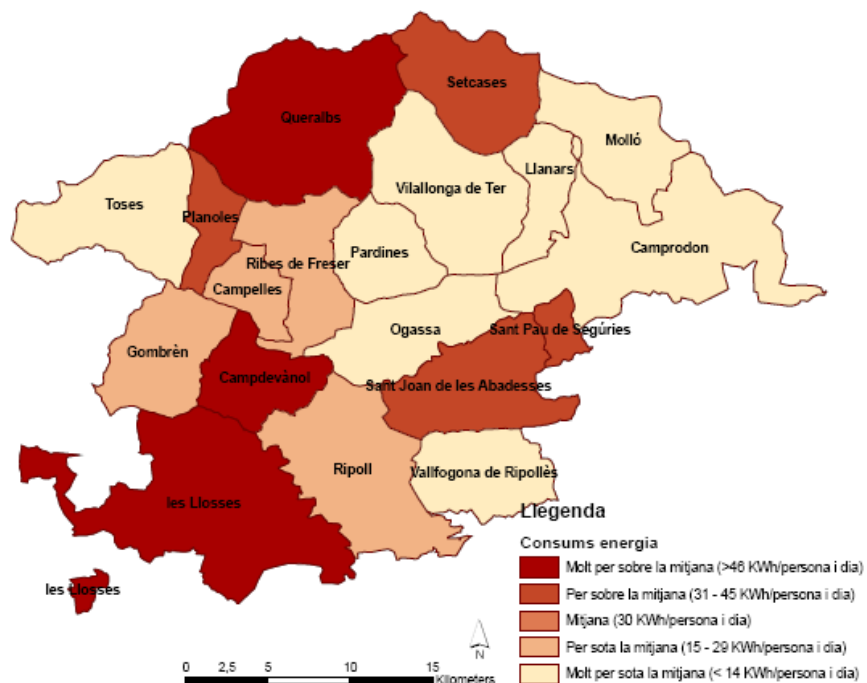 Setcases
Queralbs
Molló
Llanars
Vilallonga de Ter
Toses
Planoles
Camprodon
Pardines
Ribes de Freser
Campelles
Ogassa
Sant Pau de Segúries
Gombrèn
Campdevànol
Sant Joan de les Abadesses
Ripoll
Vallfogona de Ripollès
les Llosses
les Llosses
Llegenda
Consums energia
Molt per sobre la mitjana (>46 KWh/persona i dia)
Per sobre la mitjana (31 - 45 KWh/persona i dia)
Mitjana (30 KWh/persona i dia)
Per sota la mitjana (15 - 29 KWh/persona i dia)
Molt per sota la mitjana (< 14 KWh/persona i dia)
N
0 2,5 5 10 15
Kilometers